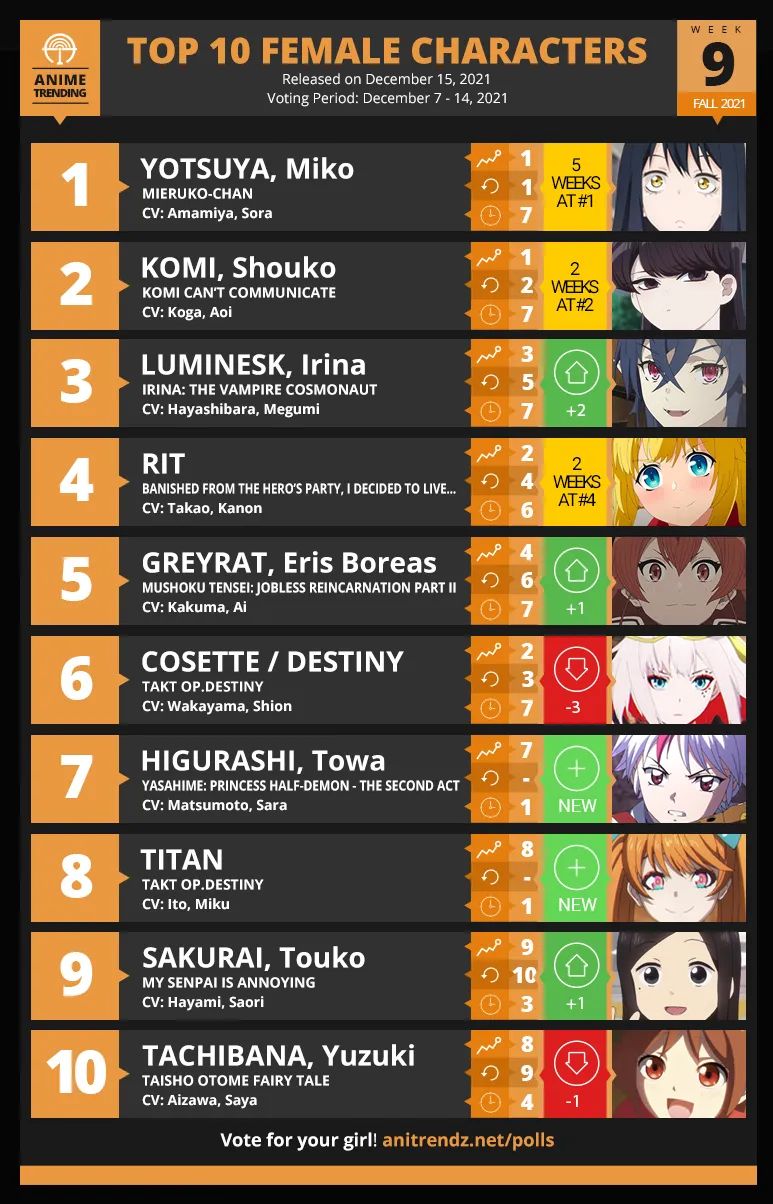 ANIME
TRENDING
TOP 10 FEMALE CHARACTERS
Released on December 15, 2021
Voting Period: December 7 - 14, 2021
WEEK
9
FALL 2021
1
YOTSUYA, Miko
MIERUKO-CHAN
CV: Amamiya, Sora
1
1
7
5
WEEKS
AT #1
2
KOMI, Shouko
KOMI CAN'T COMMUNICATE
CV: Koga, Aoi
1
2
7
2
WEEKS
AT #2
3
LUMINESK, Irina
IRINA: THE VAMPIRE COSMONAUT
CV: Hayashibara, Megumi
3
5
7
+2
4
RIT
BANISHED FROM THE HERO'S PARTY, I DECIDED TO LIVE...
CV: Takao, Kanon
2
4
6
2
WEEKS
AT #4
5
GREYRAT, Eris Boreas
MUSHOKU TENSEI: JOBLESS REINCARNATION PART II
CV: Kakuma, Ai
4
6
7
+1
6
COSETTE / DESTINY
TAKT OP.DESTINY
CV: Wakayama, Shion
2
3
7
-3
7
HIGURASHI, Towa
YASAHIME: PRINCESS HALF-DEMON - THE SECOND ACT
CV: Matsumoto, Sara
7
-
1
NEW
8
TITAN
TAKT OP.DESTINY
CV: Ito, Miku
8
-
1
NEW
9
SAKURAI, Touko
MY SENPAI IS ANNOYING
CV: Hayami, Saori
9
10
3
+1
10
TACHIBANA, Yuzuki
TAISHO OTOME FAIRY TALE
CV: Aizawa, Saya
8
9
4
-1
Vote for your girl! anitrendz.net/polls